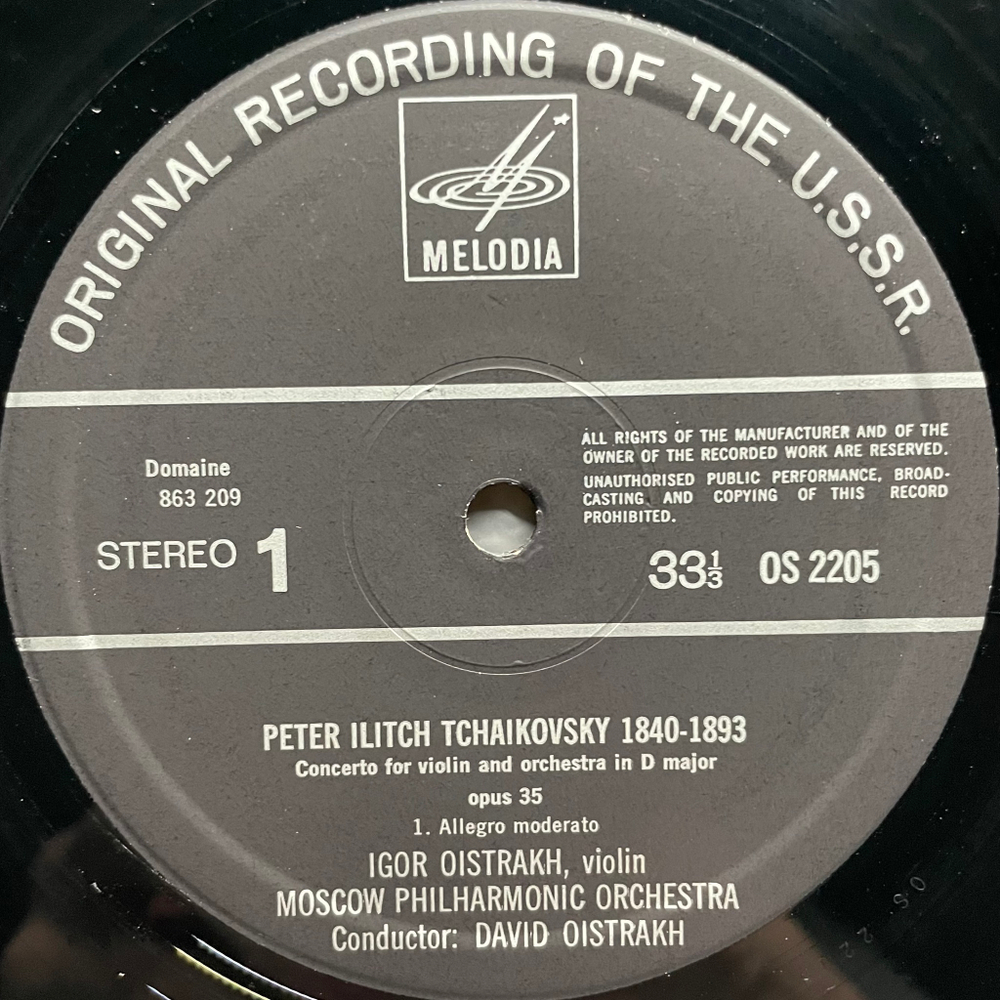 ORIGINAL RECORDING OF THE U.S.S.R.
MELODIA
ALL RIGHTS OF THE MANUFACTURER AND OF THE
OWNER OF THE RECORDED WORK ARE RESERVED.
UNAUTHORISED PUBLIC PERFORMANCE, BROAD-
CASTING AND COPYING OF THIS RECORD
PROHIBITED.
Domaine
863 209
STEREO 1
33⅓ OS 2205
PETER ILITCH TCHAIKOVSKY 1840-1893
Concerto for violin and orchestra in D major
opus 35
1. Allegro moderato
IGOR OISTRAKH, violin
MOSCOW PHILHARMONIC ORCHESTRA
Conductor: DAVID OISTRAKH